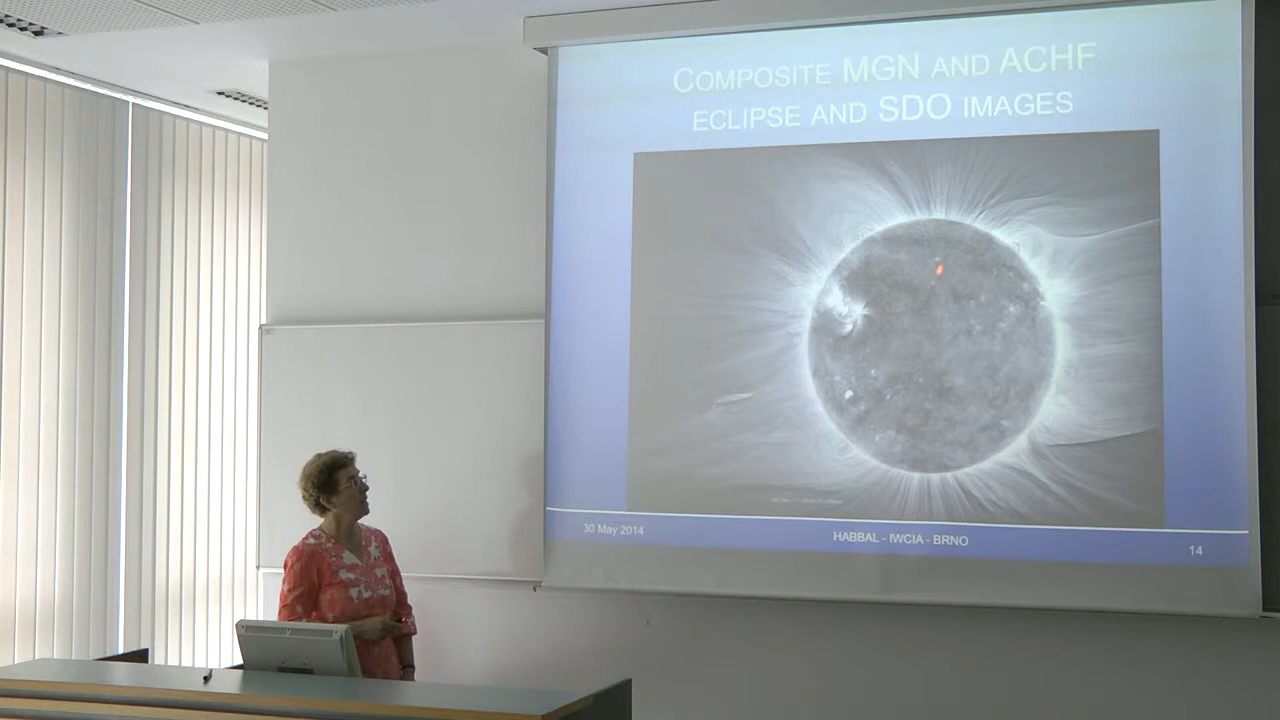 COMPOSITE MGN AND ACHF
ECLIPSE AND SDO IMAGES
30 May 2014
HABBAL - IWCIA - BRNO
14